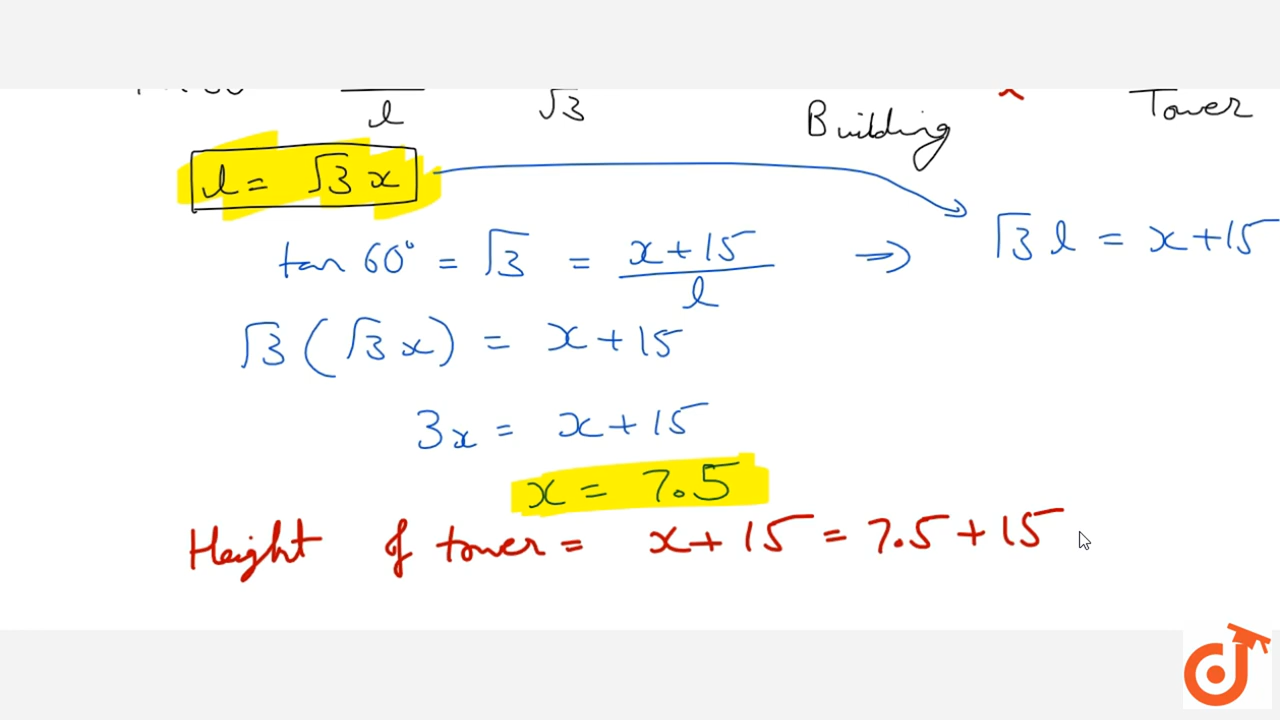 l √3 Building Tower
l = √3 x
√3 l = x + 15
tan 60° = √3 = x + 15 / l ⇒
√3 ( √3 x ) = x + 15
3x = x + 15
x = 7.5
Height of tower = x + 15 = 7.5 + 15